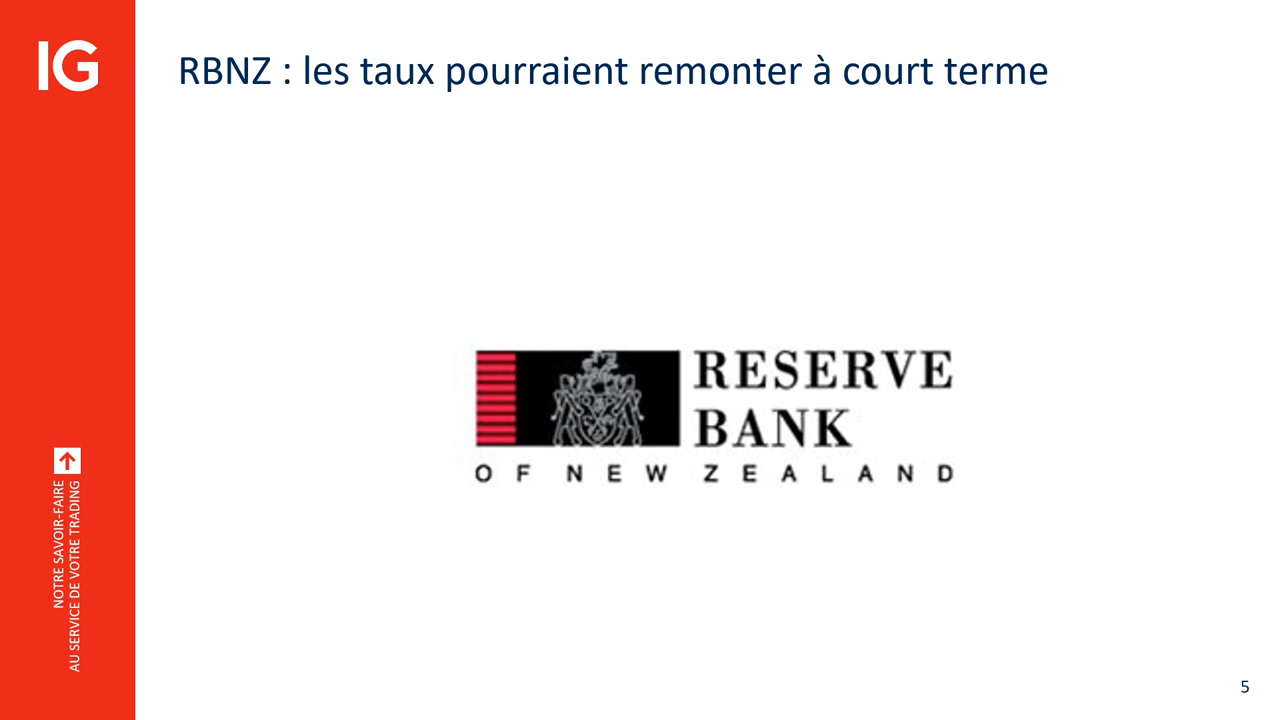 IG
RBNZ : les taux pourraient remonter à court terme
RESERVE
BANK
OF NEW ZEALAND
NOTRE SAVOIR-FAIRE
AU SERVICE DE VOTRE TRADING
5